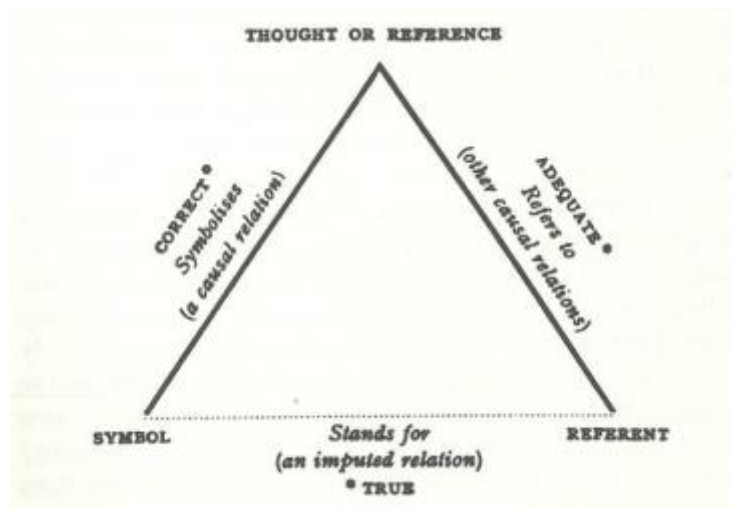 THOUGHT OR REFERENCE
CORRECT*
Symbolises
(a causal relation)
ADEQUATE*
Refers to
(other causal relations)
SYMBOL
Stands for
(an imputed relation)
* TRUE
REFERENT